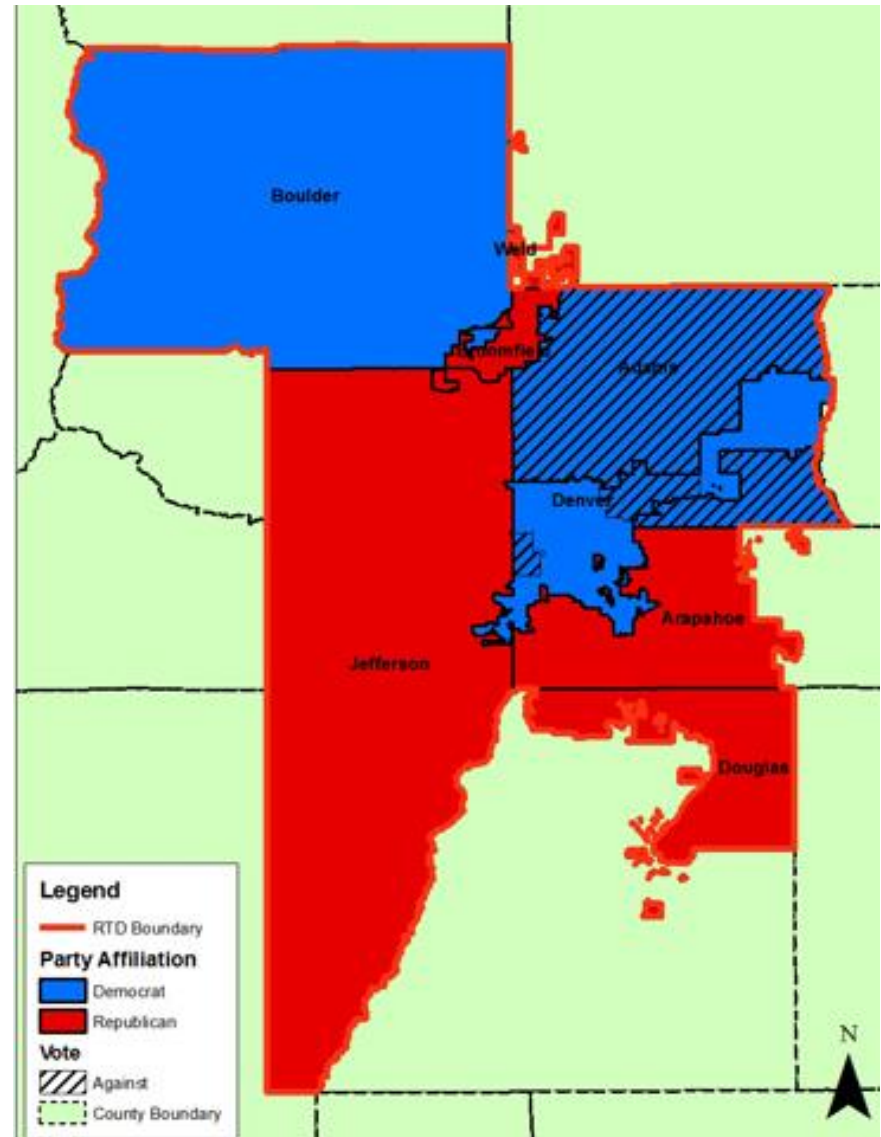 Boulder
Weld
Broomfield
Adams
Denver
Arapahoe
Jefferson
Douglas
Legend
RTD Boundary
Party Affiliation
Democrat
Republican
Vote
Against
County Boundary
N